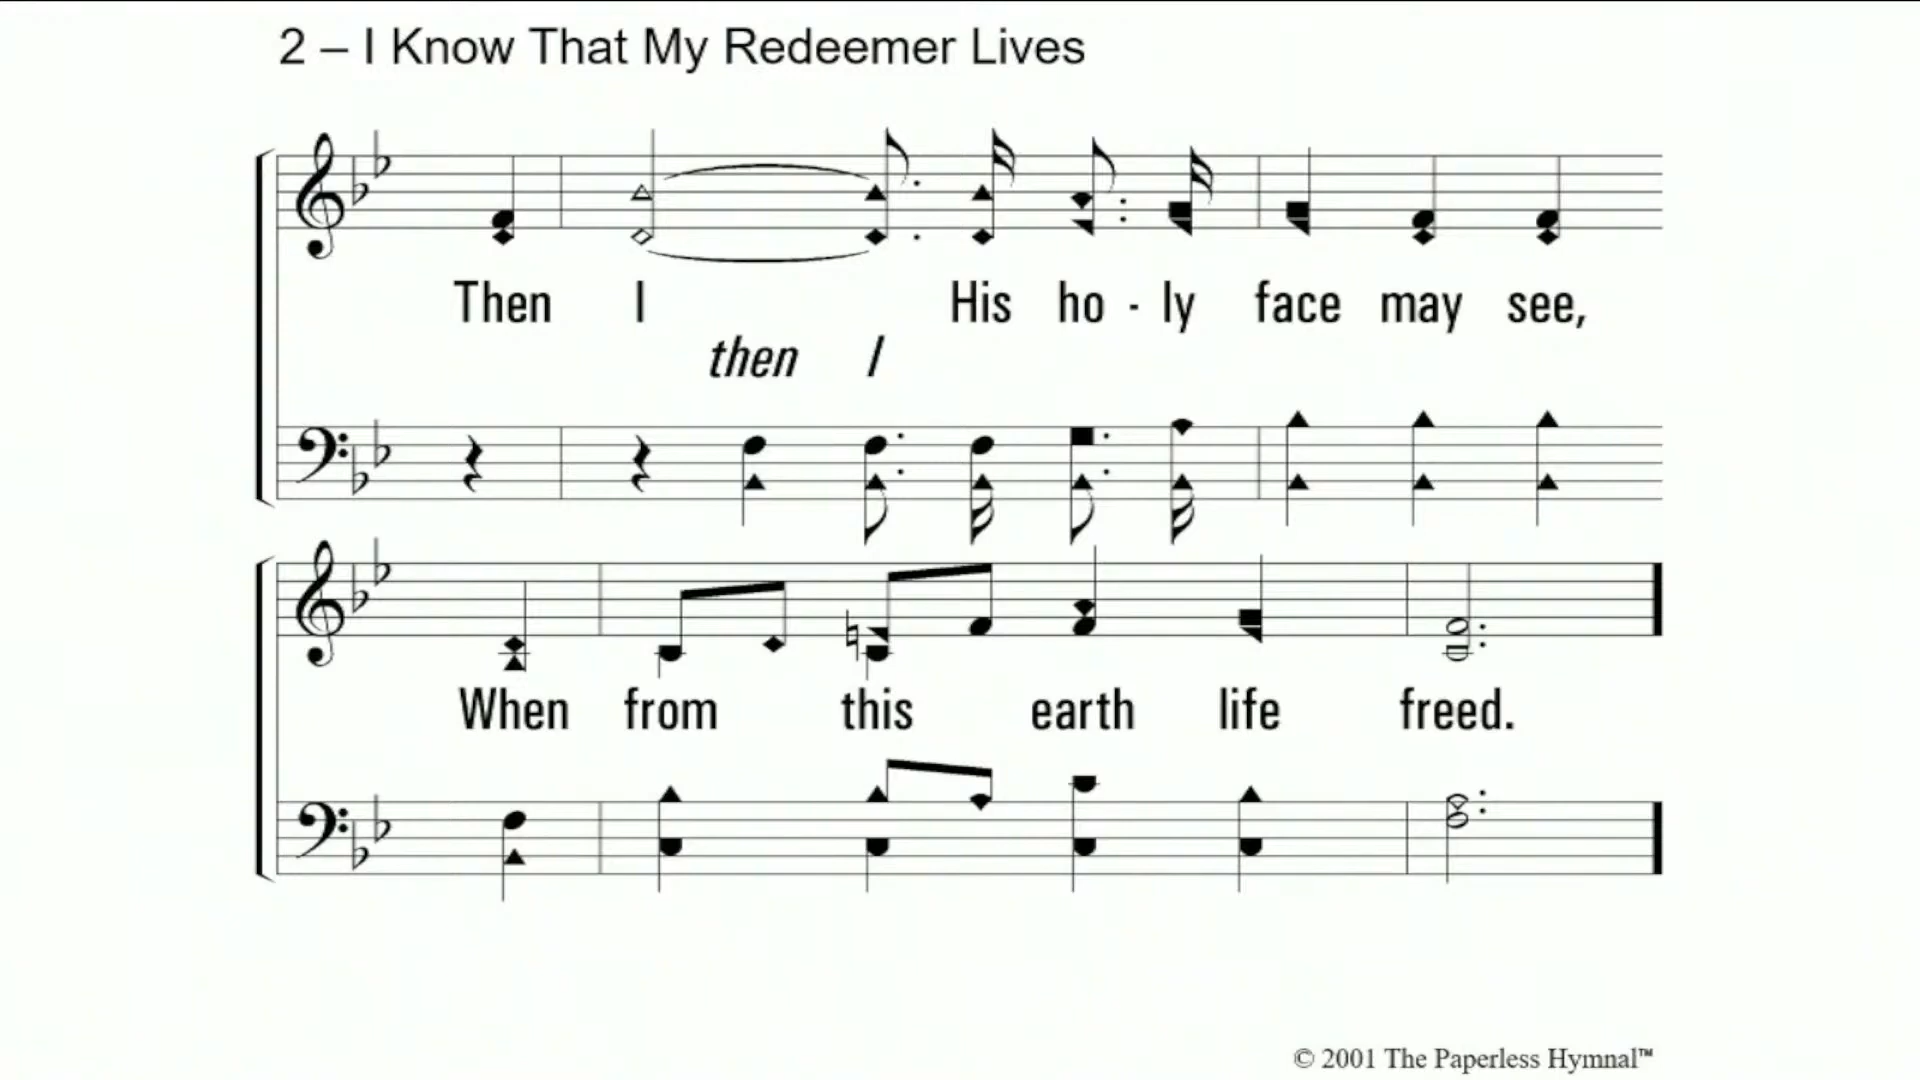 2 – I Know That My Redeemer Lives
Then I His ho - ly face may see,
then I
When from this earth life freed.
© 2001 The Paperless Hymnal™